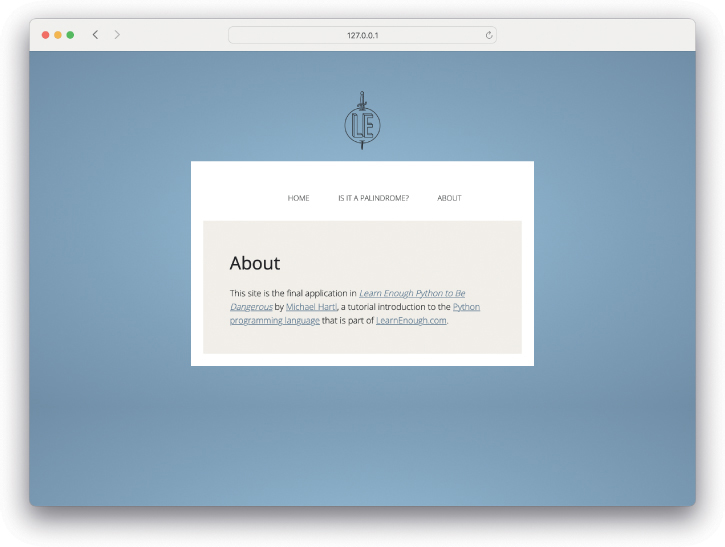 127.0.0.1
LE
HOME IS IT A PALINDROME? ABOUT
About
This site is the final application in Learn Enough Python to Be
Dangerous by Michael Hartl, a tutorial introduction to the Python
programming language that is part of LearnEnough.com.